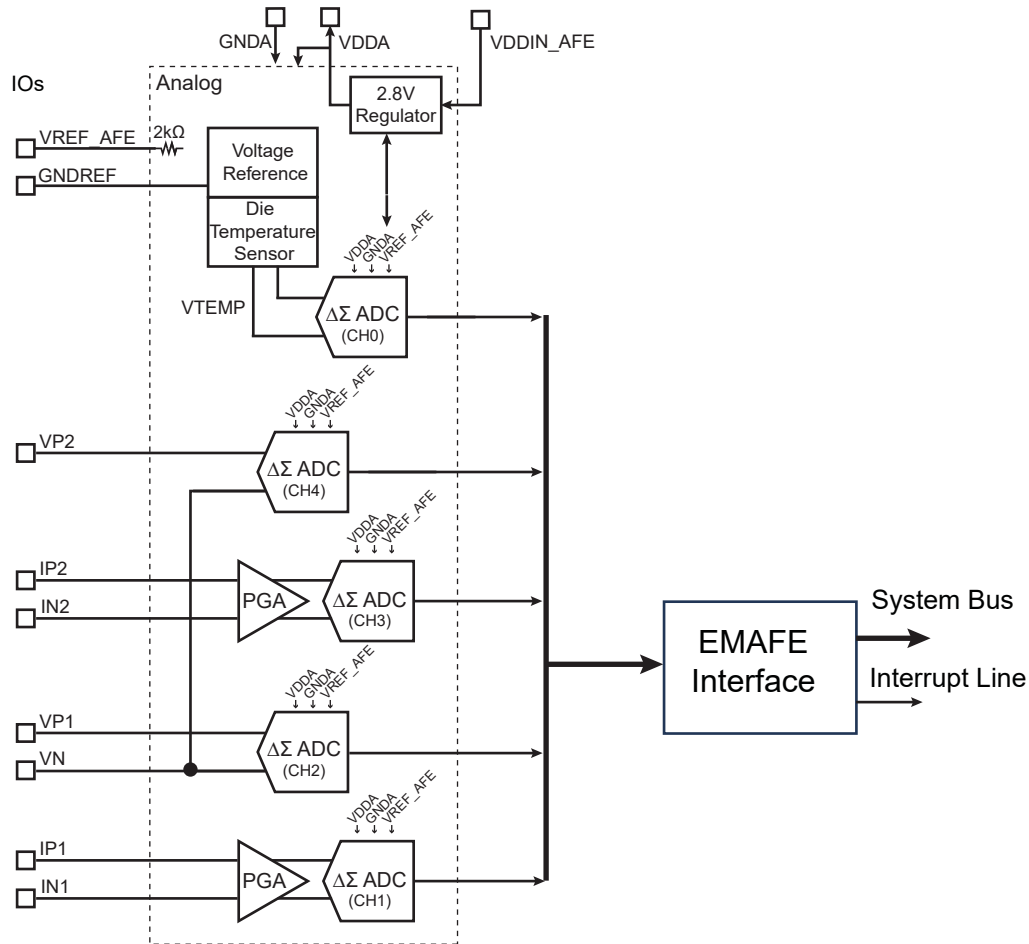 GNDA
VDDA
VDDIN_AFE
IOs
Analog
2.8V
Regulator
VREF_AFE
2kΩ
GNDREF
Voltage
Reference
Die
Temperature
Sensor
VDDA
GNDA
VREF_AFE
VTEMP
ΔΣ ADC
(CH0)
VDDA
GNDA
VREF_AFE
VP2
ΔΣ ADC
(CH4)
VDDA
GNDA
VREF_AFE
IP2
IN2
PGA
ΔΣ ADC
(CH3)
System Bus
EMAFE
Interface
Interrupt Line
VDDA
GNDA
VREF_AFE
VP1
VN
ΔΣ ADC
(CH2)
VDDA
GNDA
VREF_AFE
IP1
IN1
PGA
ΔΣ ADC
(CH1)